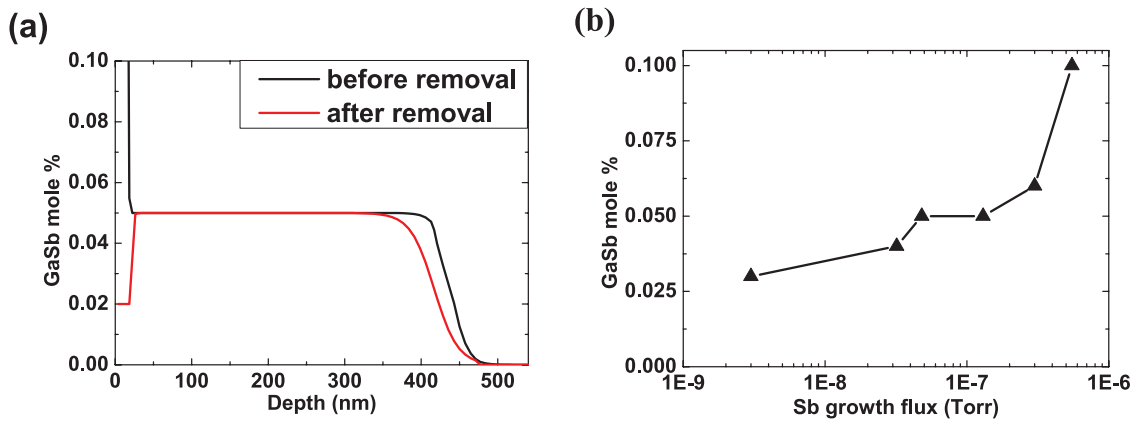 (a)
0.10
0.08
0.06
0.04
0.02
0.00
GaSb mole %
before removal
after removal
0 100 200 300 400 500
Depth (nm)
(b)
0.100
0.075
0.050
0.025
0.000
GaSb mole %
1E-9 1E-8 1E-7 1E-6
Sb growth flux (Torr)